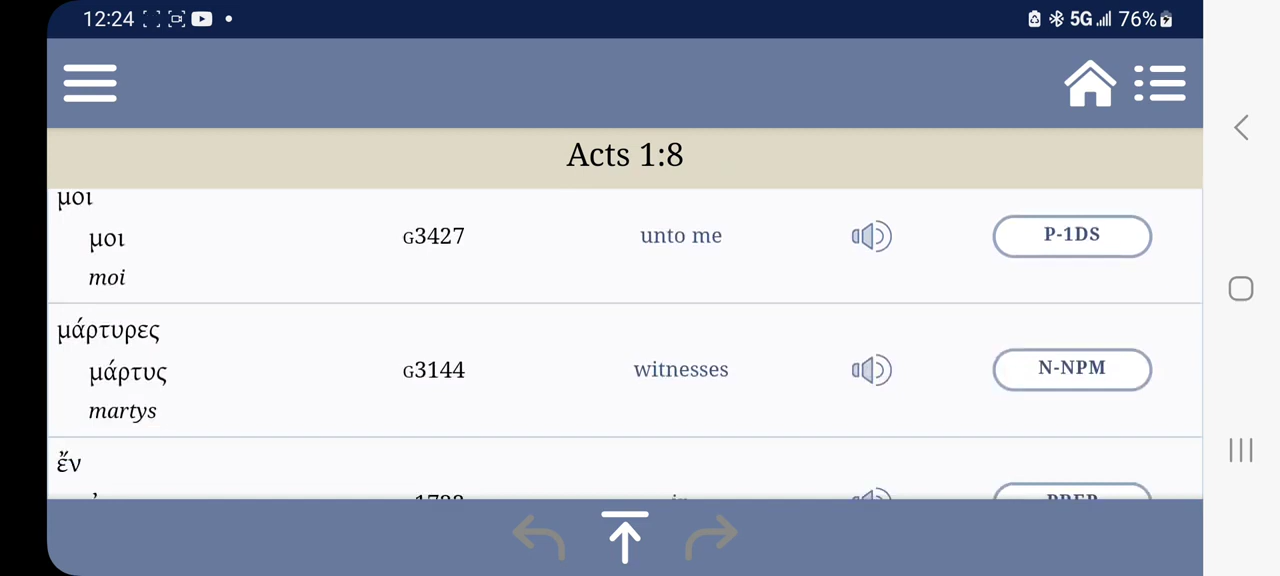 12:24 5G 76%
Acts 1:8
μοι
μοι G3427 unto me P-1DS
moi
μάρτυρες
μάρτυς G3144 witnesses N-NPM
martys
ἔν